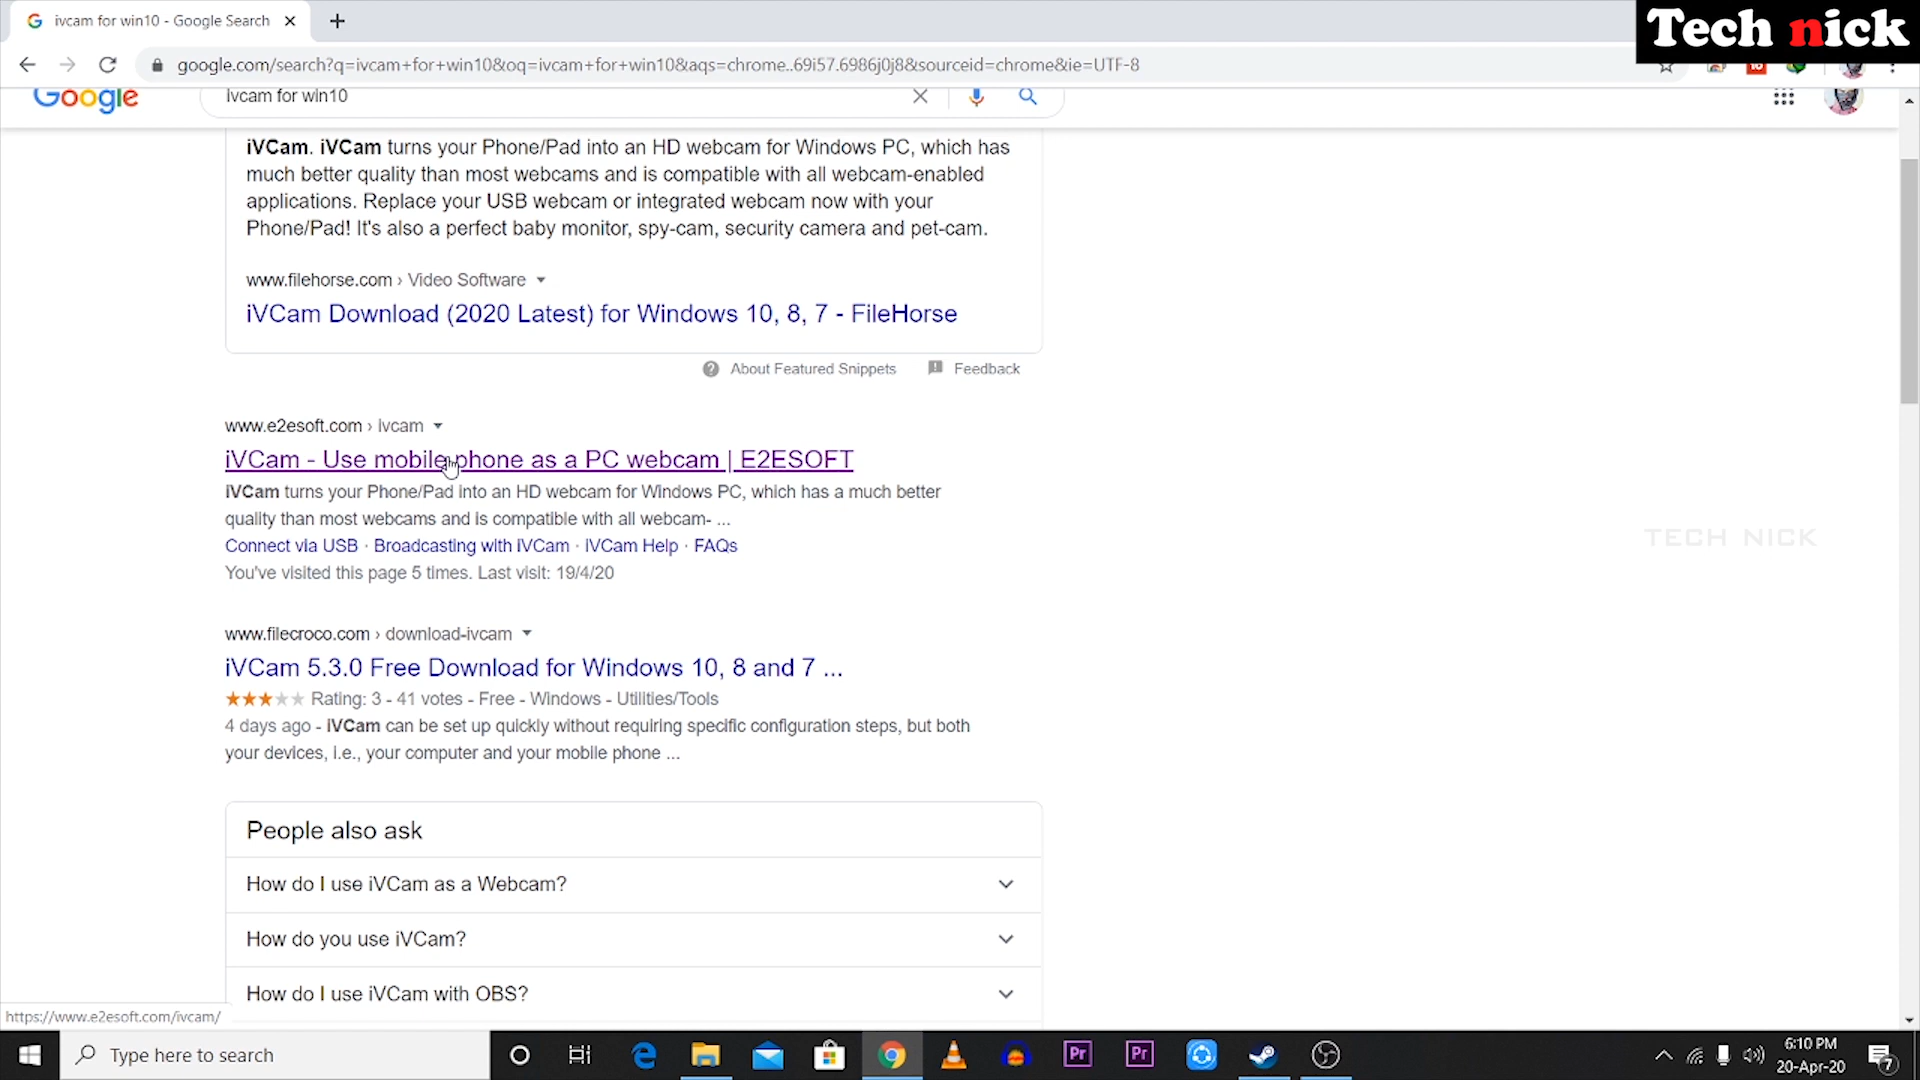 ivcam for win10 - Google Search
Tech nick
google.com/search?q=ivcam+for+win10&oq=ivcam+for+win10&aqs=chrome..69i57.6986j0j8&sourceid=chrome&ie=UTF-8
Google
ivcam for win10
iVCam. iVCam turns your Phone/Pad into an HD webcam for Windows PC, which has
much better quality than most webcams and is compatible with all webcam-enabled
applications. Replace your USB webcam or integrated webcam now with your
Phone/Pad! It's also a perfect baby monitor, spy-cam, security camera and pet-cam.
www.filehorse.com › Video Software
iVCam Download (2020 Latest) for Windows 10, 8, 7 - FileHorse
About Featured Snippets Feedback
www.e2esoft.com › ivcam
iVCam - Use mobile phone as a PC webcam | E2ESOFT
iVCam turns your Phone/Pad into an HD webcam for Windows PC, which has a much better
quality than most webcams and is compatible with all webcam- ...
Connect via USB · Broadcasting with iVCam · iVCam Help · FAQs
You've visited this page 5 times. Last visit: 19/4/20
TECH NICK
www.filecroco.com › download-ivcam
iVCam 5.3.0 Free Download for Windows 10, 8 and 7 ...
Rating: 3 - 41 votes - Free - Windows - Utilities/Tools
4 days ago - iVCam can be set up quickly without requiring specific configuration steps, but both
your devices, i.e., your computer and your mobile phone ...
People also ask
How do I use iVCam as a Webcam?
How do you use iVCam?
How do I use iVCam with OBS?
https://www.e2esoft.com/ivcam/
Type here to search
Pr
Pr
6:10 PM
20-Apr-20
7